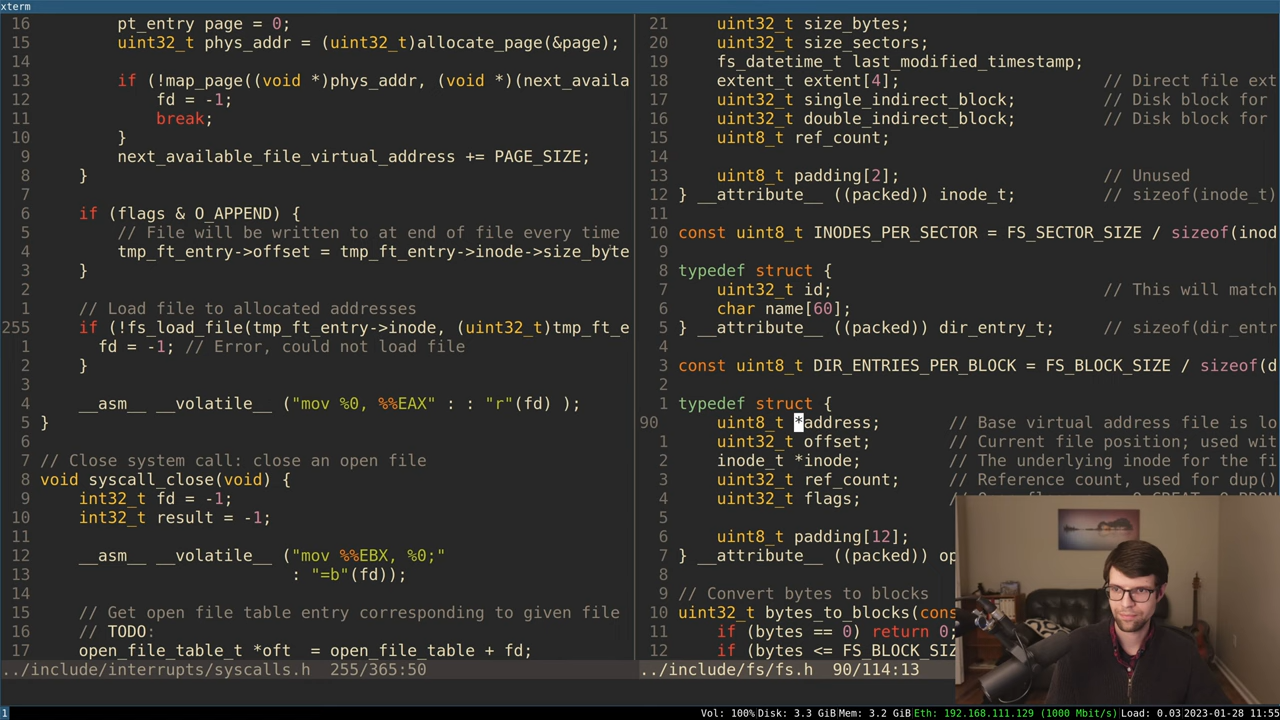 xterm
16 pt_entry page = 0;
15 uint32_t phys_addr = (uint32_t)allocate_page(&page);
14
13 if (!map_page((void *)phys_addr, (void *)(next_availa
12 fd = -1;
11 break;
10 }
9 next_available_file_virtual_address += PAGE_SIZE;
8 }
7
6 if (flags & O_APPEND) {
5 // File will be written to at end of file every time
4 tmp_ft_entry->offset = tmp_ft_entry->inode->size_byte
3 }
2
1 // Load file to allocated addresses
255 if (!fs_load_file(tmp_ft_entry->inode, (uint32_t)tmp_ft_e
1 fd = -1; // Error, could not load file
2 }
3
4 __asm__ __volatile__ ("mov %0, %%EAX" : : "r"(fd) );
5 }
6
7 // Close system call: close an open file
8 void syscall_close(void) {
9 int32_t fd = -1;
10 int32_t result = -1;
11
12 __asm__ __volatile__ ("mov %%EBX, %0;"
13 : "=b"(fd));
14
15 // Get open file table entry corresponding to given file
16 // TODO:
17 open_file_table_t *oft = open_file_table + fd;
../include/interrupts/syscalls.h 255/365:50
21 uint32_t size_bytes;
20 uint32_t size_sectors;
19 fs_datetime_t last_modified_timestamp;
18 extent_t extent[4]; // Direct file ext
17 uint32_t single_indirect_block; // Disk block for
16 uint32_t double_indirect_block; // Disk block for
15 uint8_t ref_count;
14
13 uint8_t padding[2]; // Unused
12 } __attribute__ ((packed)) inode_t; // sizeof(inode_t)
11
10 const uint8_t INODES_PER_SECTOR = FS_SECTOR_SIZE / sizeof(inod
9
8 typedef struct {
7 uint32_t id; // This will match
6 char name[60];
5 } __attribute__ ((packed)) dir_entry_t; // sizeof(dir_entr
4
3 const uint8_t DIR_ENTRIES_PER_BLOCK = FS_BLOCK_SIZE / sizeof(d
2
1 typedef struct {
90 uint8_t *address; // Base virtual address file is lo
1 uint32_t offset; // Current file position; used wit
2 inode_t *inode; // The underlying inode for the fi
3 uint32_t ref_count; // Reference count, used for dup()
4 uint32_t flags;
5
6 uint8_t padding[12];
7 } __attribute__ ((packed)) op
8
9 // Convert bytes to blocks
10 uint32_t bytes_to_blocks(cons
11 if (bytes == 0) return 0;
12 if (bytes <= FS_BLOCK_SIZ
../include/fs/fs.h 90/114:13
1 Vol: 100% Disk: 3.3 GiB Mem: 3.2 GiB Eth: 192.168.111.129 (1000 Mbit/s) Load: 0.03 2023-01-28 11:55